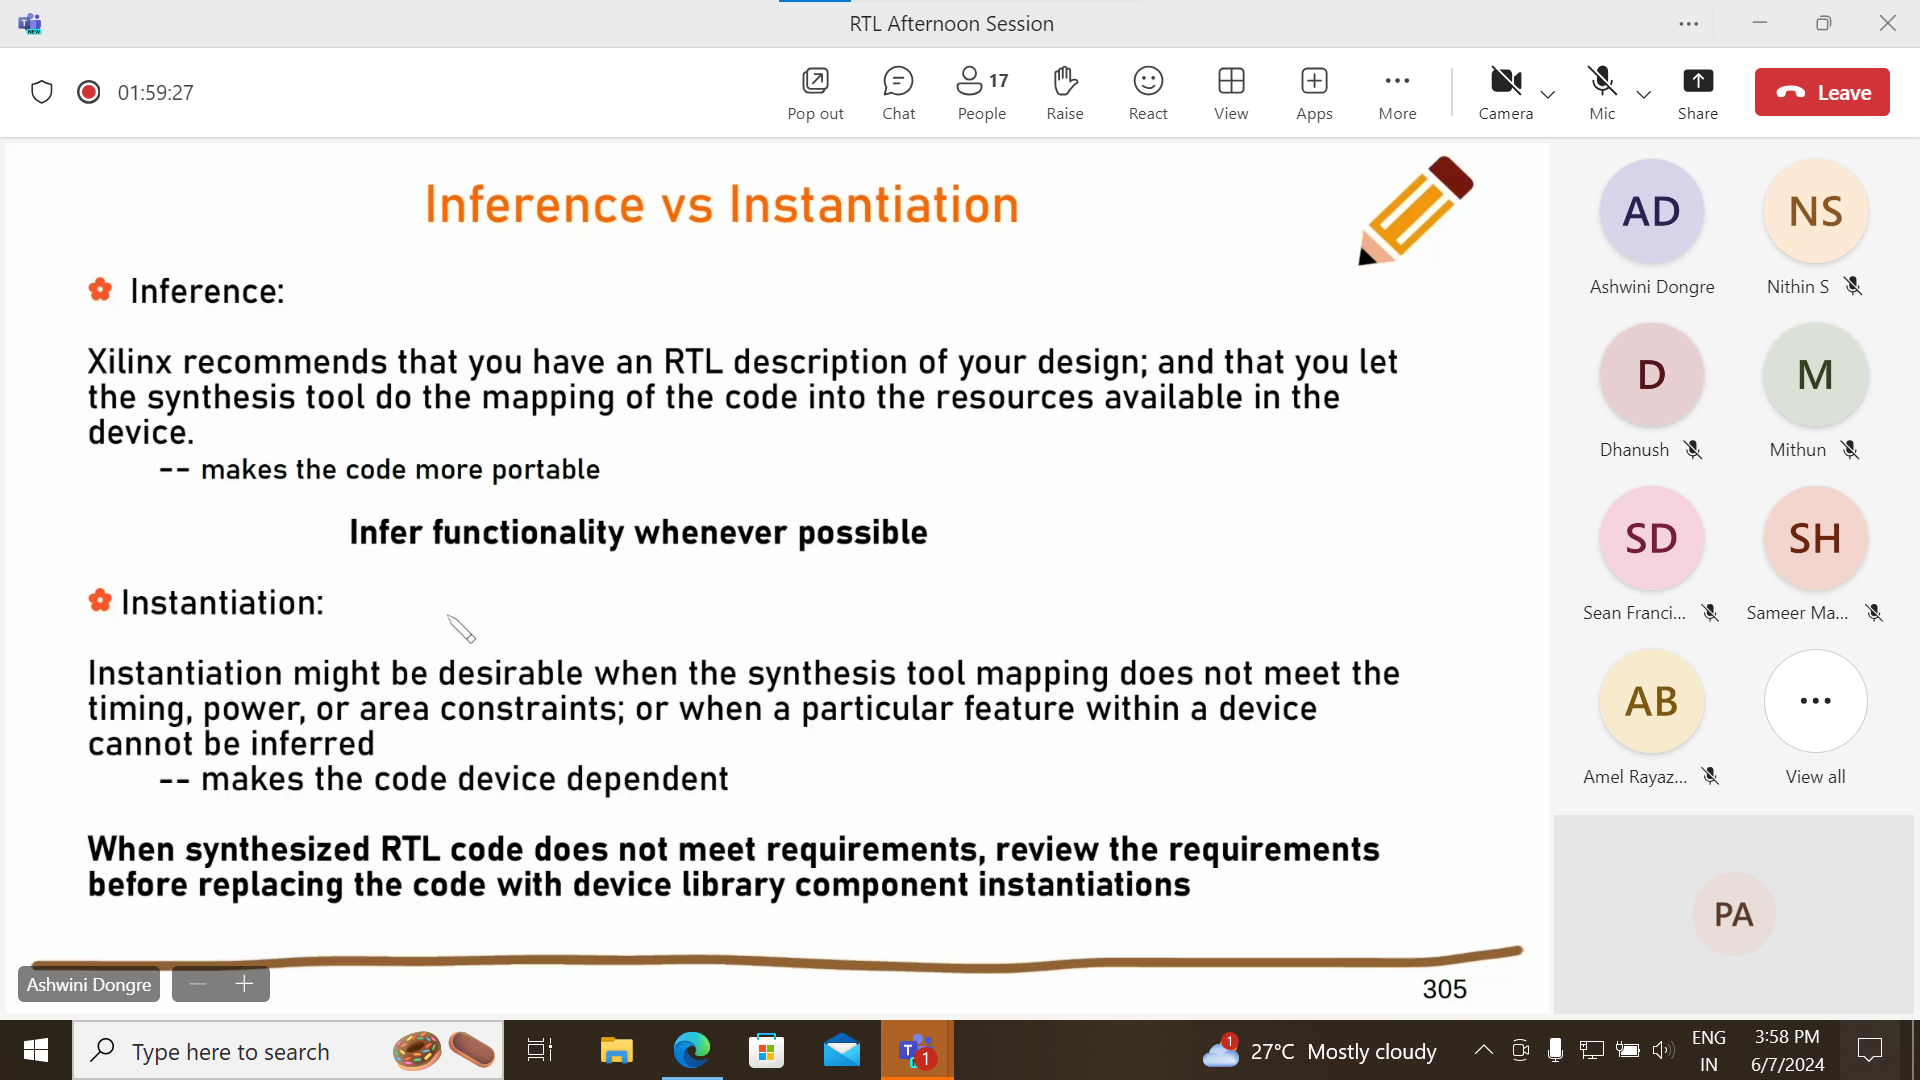 NEW
RTL Afternoon Session
01:59:27
17
Pop out
Chat
People
Raise
React
View
Apps
More
Camera
Mic
Share
Leave
Inference vs Instantiation
Inference:
Xilinx recommends that you have an RTL description of your design; and that you let
the synthesis tool do the mapping of the code into the resources available in the
device.
-- makes the code more portable
Infer functionality whenever possible
Instantiation:
Instantiation might be desirable when the synthesis tool mapping does not meet the
timing, power, or area constraints; or when a particular feature within a device
cannot be inferred
-- makes the code device dependent
When synthesized RTL code does not meet requirements, review the requirements
before replacing the code with device library component instantiations
Ashwini Dongre
305
AD
NS
Ashwini Dongre
Nithin S
D
M
Dhanush
Mithun
SD
SH
Sean Franci...
Sameer Ma...
AB
Amel Rayaz...
View all
PA
Type here to search
1
1
27°C Mostly cloudy
ENG
IN
3:58 PM
6/7/2024